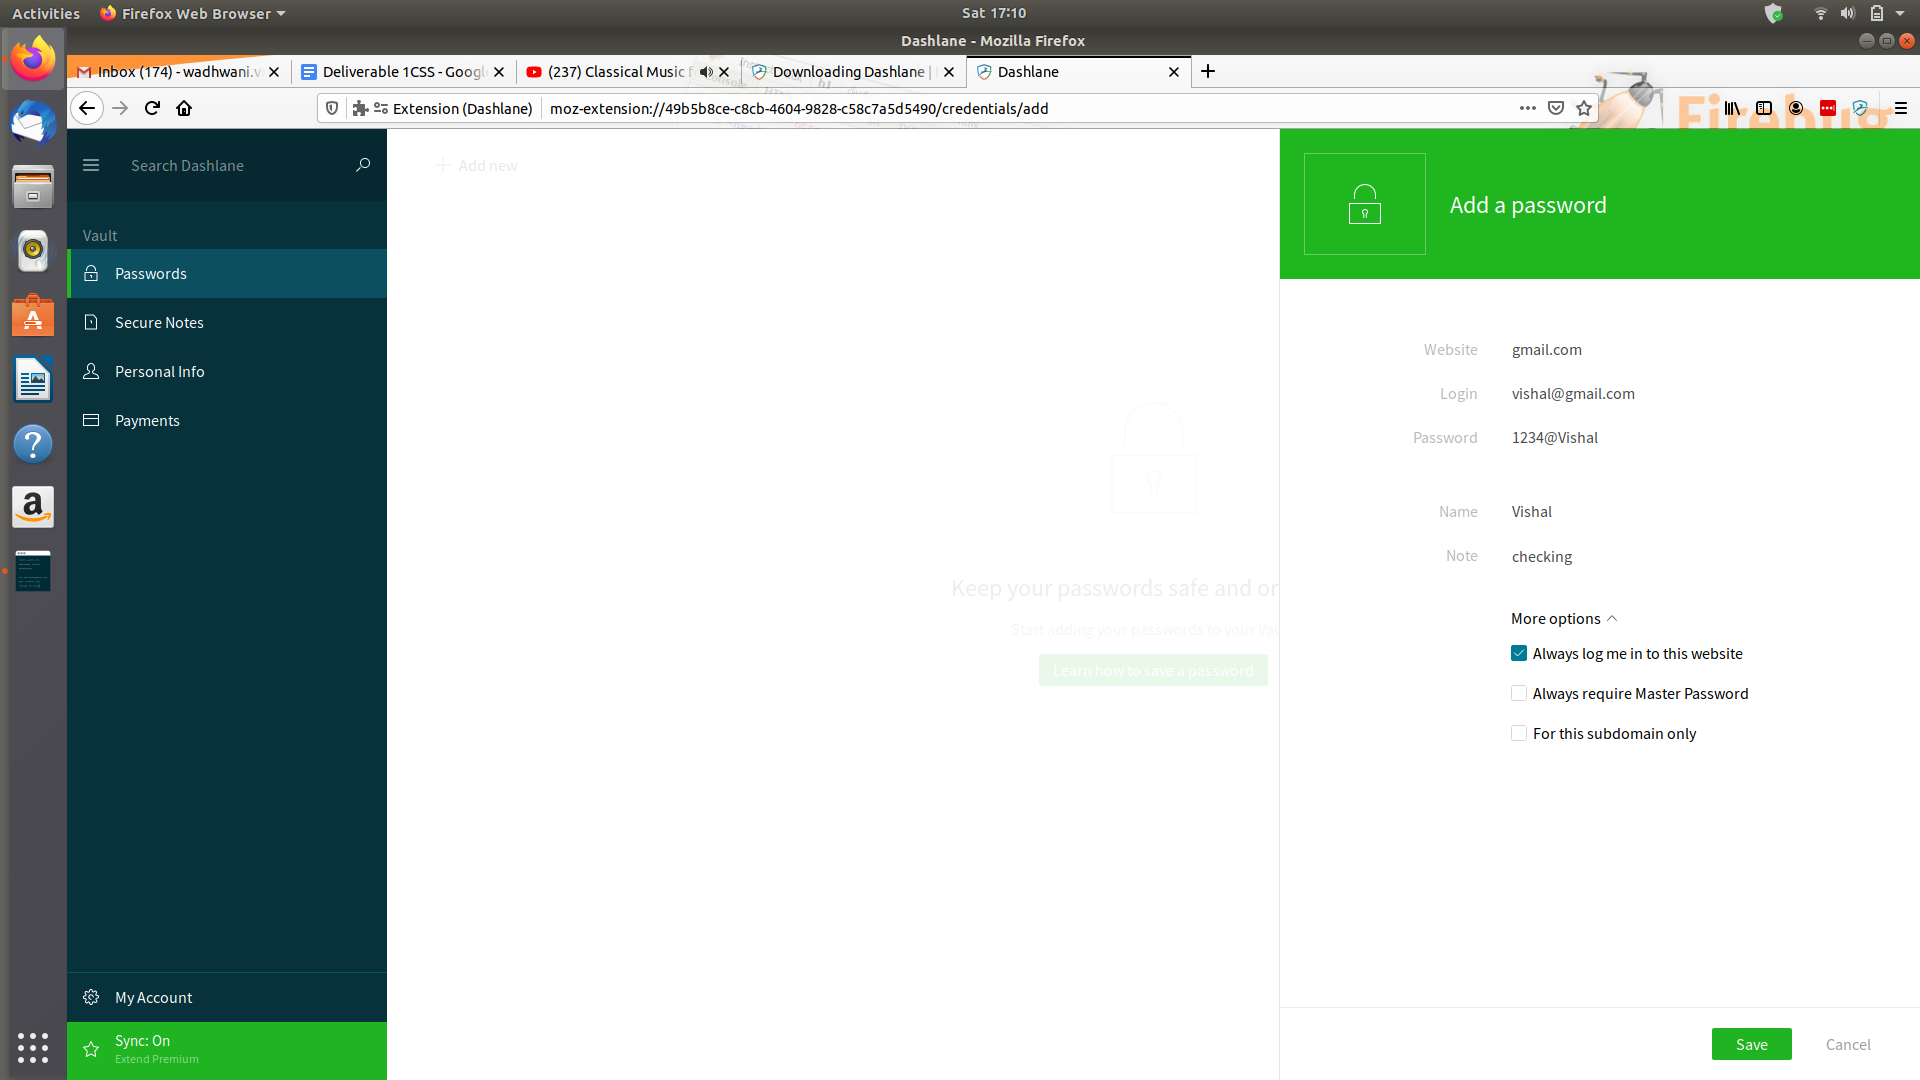 Activities
Firefox Web Browser
Sat 17:10
Dashlane - Mozilla Firefox
Inbox (174) - wadhwani.v
Deliverable 1CSS - Googl
(237) Classical Music f
Downloading Dashlane |
Dashlane
Extension (Dashlane)
moz-extension://49b5b8ce-c8cb-4604-9828-c58c7a5d5490/credentials/add
Firebug
Search Dashlane
Add new
Add a password
Vault
Passwords
Secure Notes
Personal Info
Payments
Website gmail.com
Login vishal@gmail.com
Password 1234@Vishal
Name Vishal
Note checking
Keep your passwords safe and or
Start adding your passwords to your Vau
Learn how to save a password
More options
Always log me in to this website
Always require Master Password
For this subdomain only
My Account
Sync: On
Extend Premium
Save
Cancel